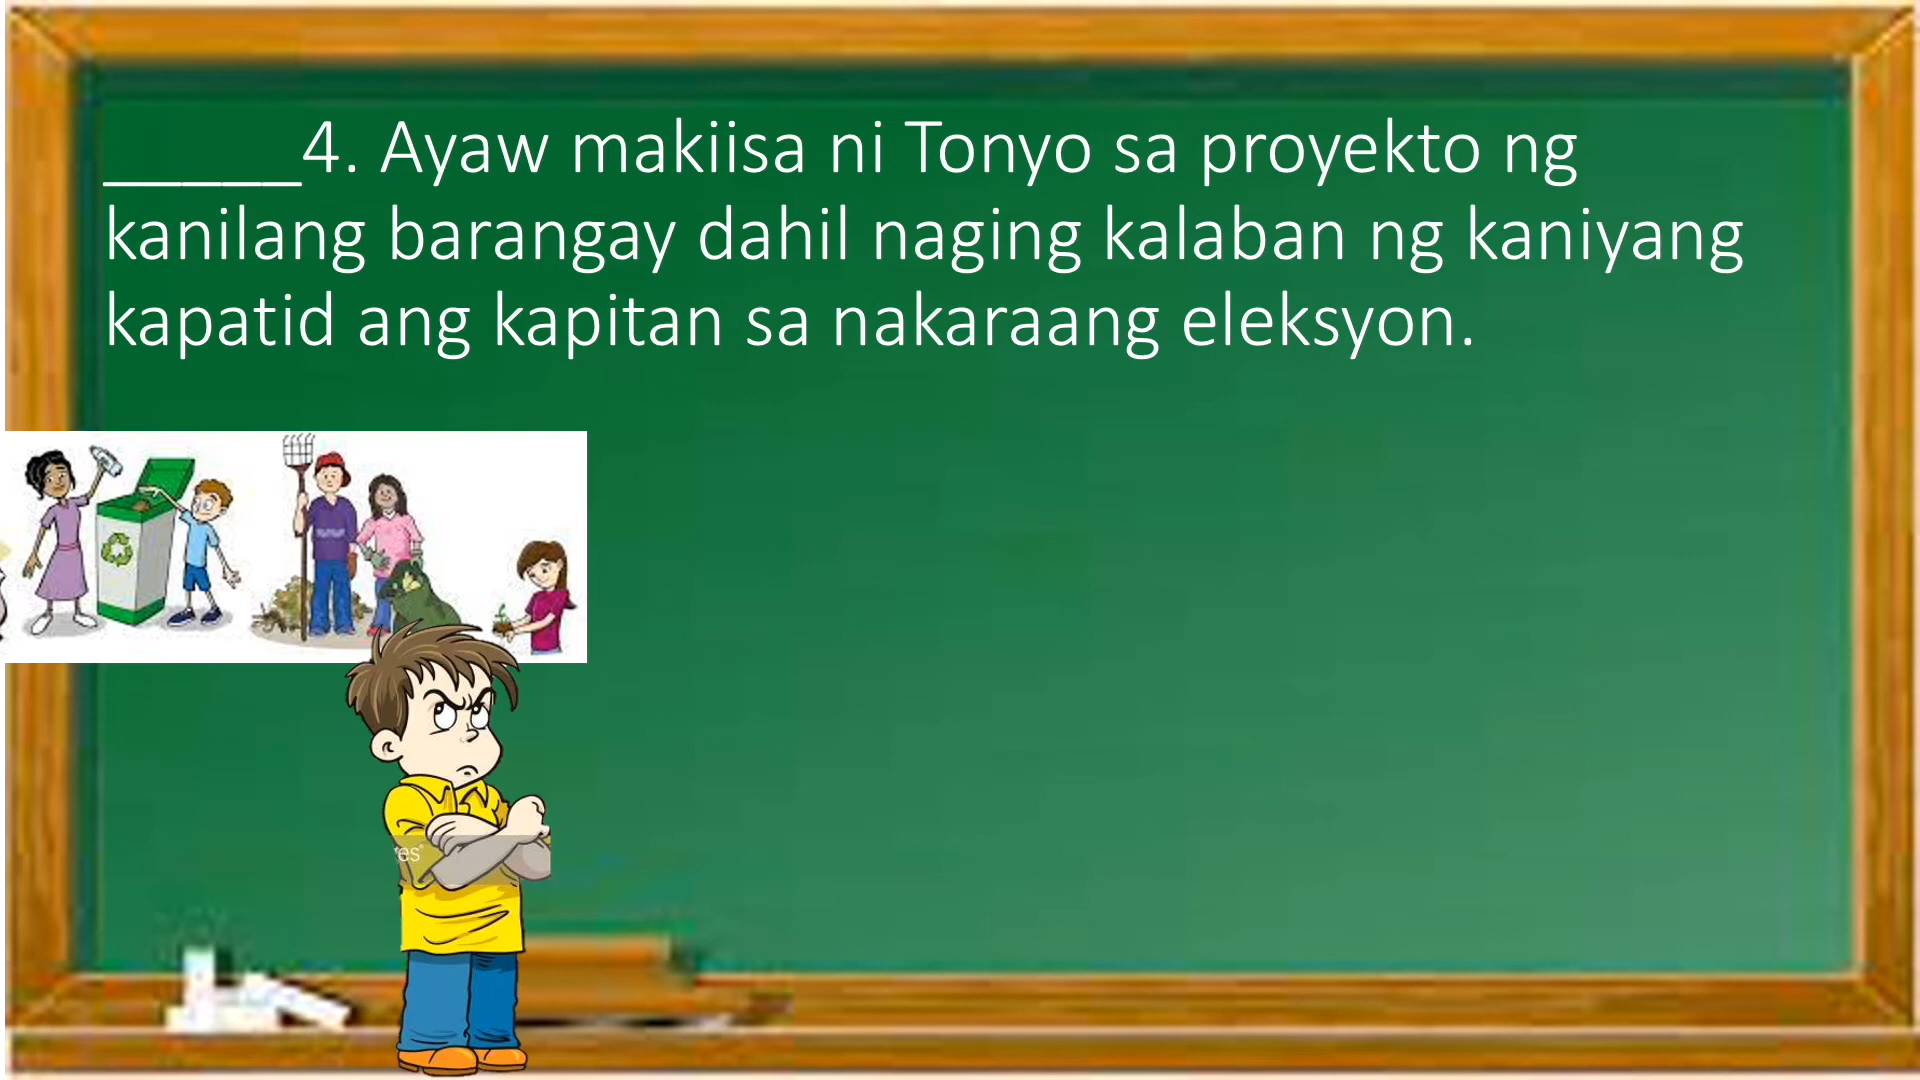 _____4. Ayaw makiisa ni Tonyo sa proyekto ng
kanilang barangay dahil naging kalaban ng kaniyang
kapatid ang kapitan sa nakaraang eleksyon.